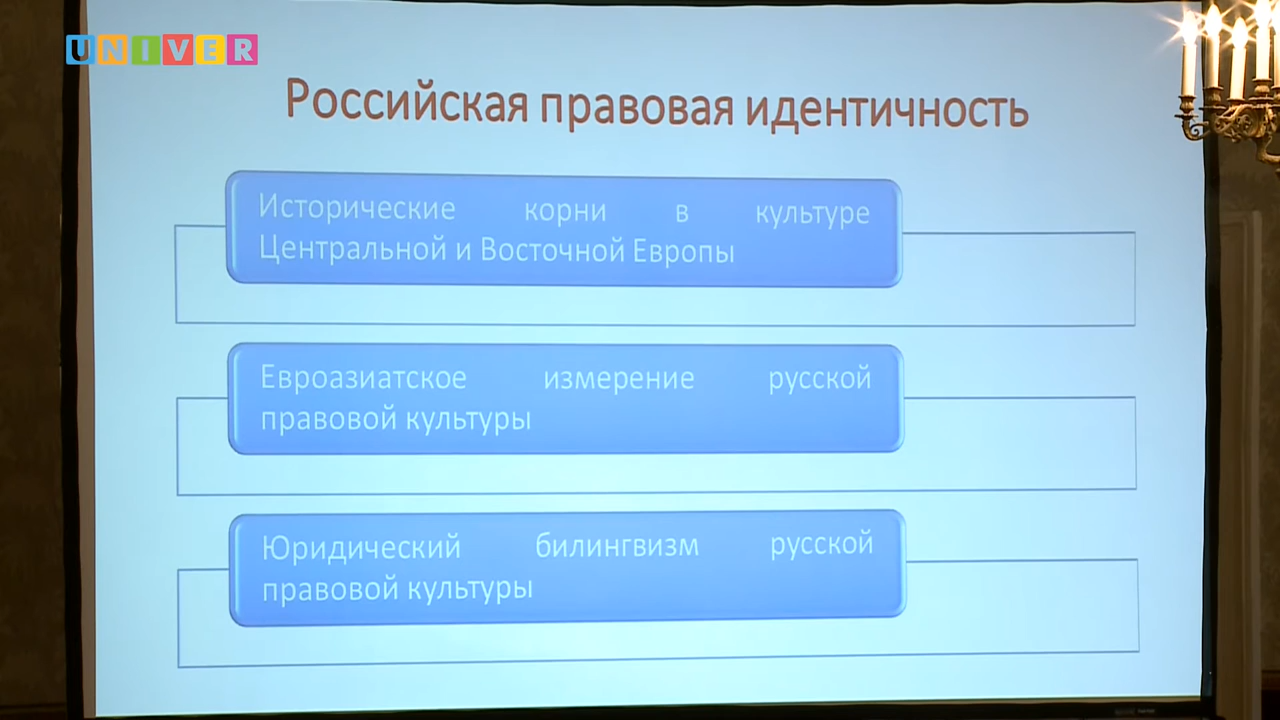 UNIVER
Российская правовая идентичность
Исторические корни в культуре
Центральной и Восточной Европы
Евроазиатское измерение русской
правовой культуры
Юридический билингвизм русской
правовой культуры